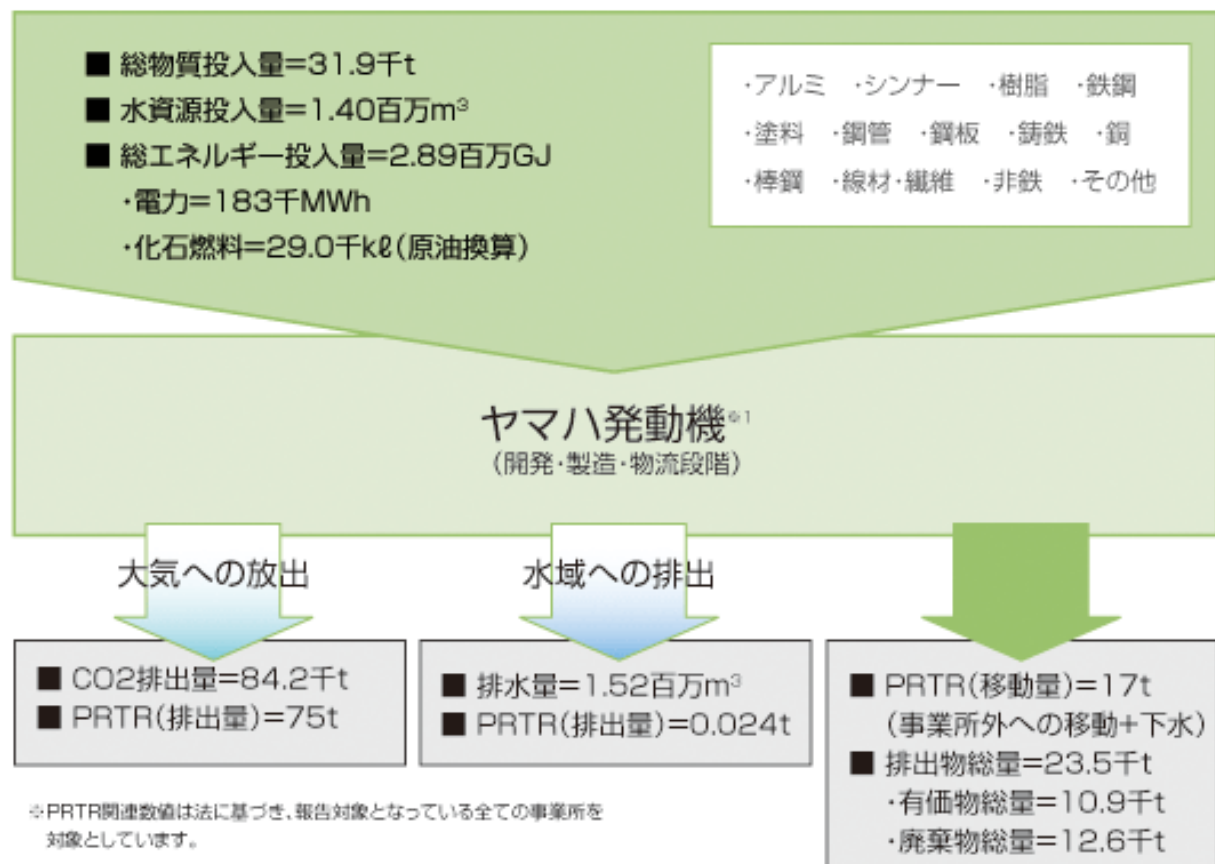 ■ 総物質投入量=31.9千t
■ 水資源投入量=1.40百万m³
■ 総エネルギー投入量=2.89百万GJ
・電力=183千MWh
・化石燃料=29.0千kℓ(原油換算)
・アルミ ・シンナー ・樹脂 ・鉄鋼
・塗料 ・鋼管 ・鋼板 ・鋳鉄 ・銅
・棒鋼 ・線材・繊維 ・非鉄 ・その他
ヤマハ発動機※1
(開発・製造・物流段階)
大気への放出
■ CO2排出量=84.2千t
■ PRTR(排出量)=75t
水域への排出
■ 排水量=1.52百万m³
■ PRTR(排出量)=0.024t
■ PRTR(移動量)=17t
(事業所外への移動+下水)
■ 排出物総量=23.5千t
・有価物総量=10.9千t
・廃棄物総量=12.6千t
※PRTR関連数値は法に基づき、報告対象となっている全ての事業所を
対象としています。